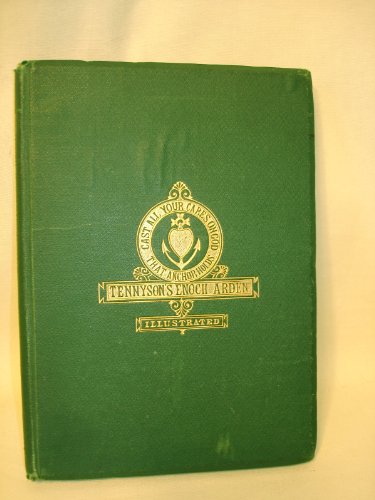 CAST ALL YOUR CARES ON GOD
THAT ANCHOR HOLDS
TENNYSON'S ENOCH ARDEN
ILLUSTRATED